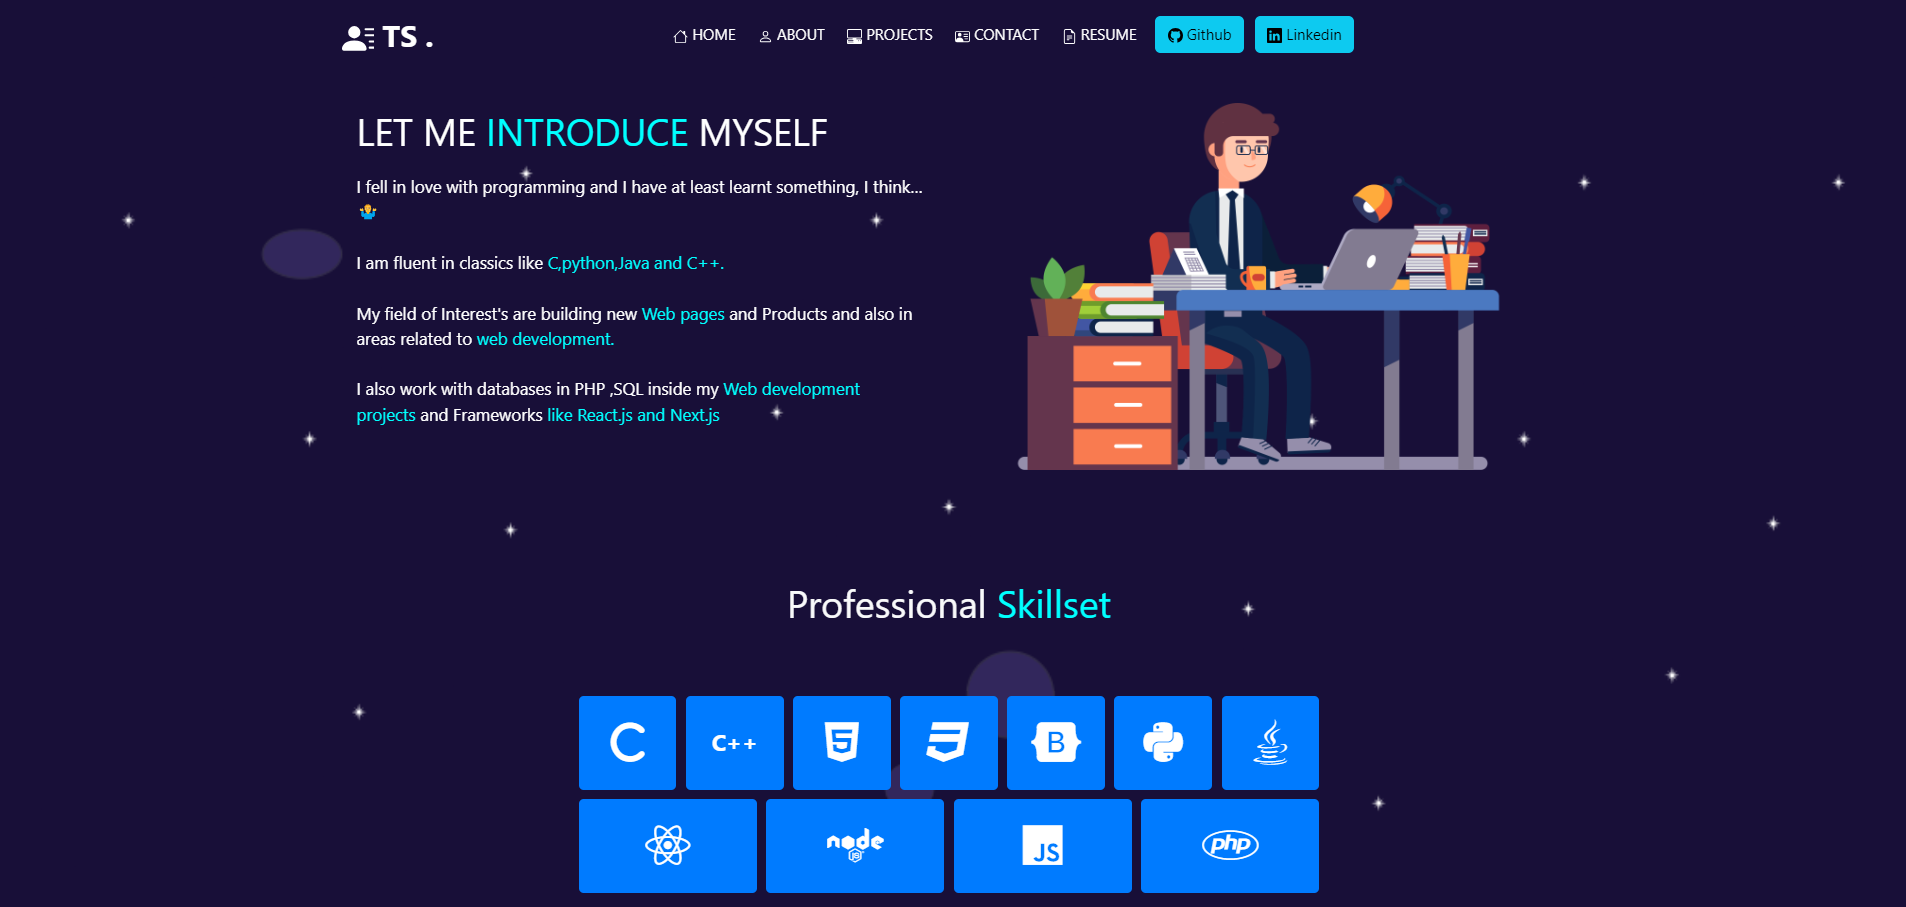 TS .
HOME ABOUT PROJECTS CONTACT RESUME Github Linkedin
LET ME INTRODUCE MYSELF
I fell in love with programming and I have at least learnt something, I think...
🤷‍♂️
I am fluent in classics like C,python,Java and C++.
My field of Interest's are building new Web pages and Products and also in
areas related to web development.
I also work with databases in PHP ,SQL inside my Web development
projects and Frameworks like React.js and Next.js
Professional Skillset
C C++ 5 B
node JS JS php